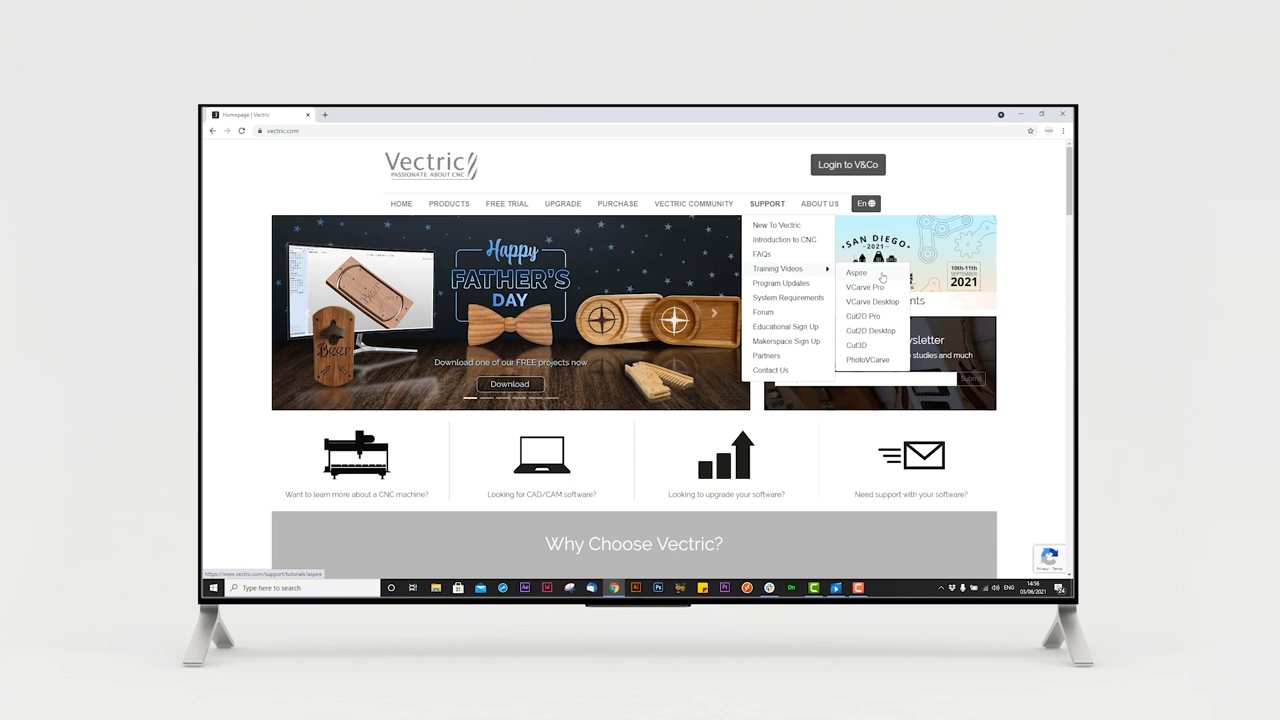 Homepage | Vectric
vectric.com
Vectric
PASSIONATE ABOUT CNC
Login to V&Co
HOME PRODUCTS FREE TRIAL UPGRADE PURCHASE VECTRIC COMMUNITY SUPPORT ABOUT US En
New To Vectric
Introduction to CNC
FAQs
Training Videos
Program Updates
System Requirements
Forum
Educational Sign Up
Makerspace Sign Up
Partners
Contact Us
Aspire
VCarve Pro
VCarve Desktop
Cut2D Pro
Cut2D Desktop
Cut3D
PhotoVCarve
Happy
FATHER'S
DAY
Beer
Download one of our FREE projects now
Download
SAN DIEGO
2021
10th-11th
SEPTEMBER
2021
studies and much
Submit
Want to learn more about a CNC machine?
Looking for CAD/CAM software?
Looking to upgrade your software?
Need support with your software?
Why Choose Vectric?
Privacy - Terms
https://www.vectric.com/support/tutorials/aspire
Type here to search
ENG
14:56
03/06/2021